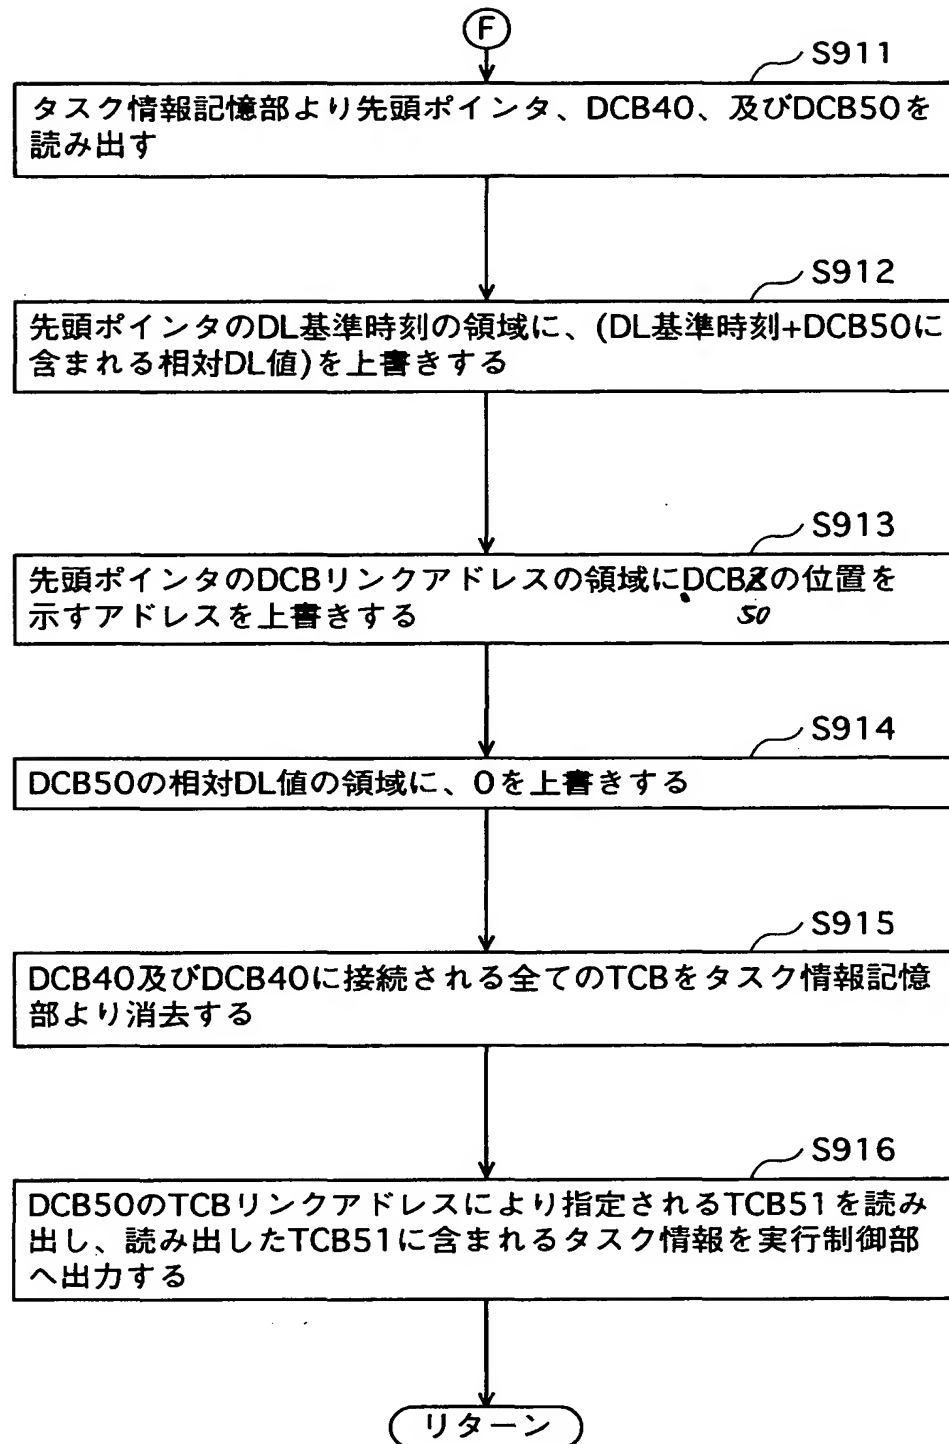 F
S911
タスク情報記憶部より先頭ポインタ、DCB40、及びDCB50を
読み出す
S912
先頭ポインタのDL基準時刻の領域に、(DL基準時刻+DCB50に
含まれる相対DL値)を上書きする
S913
先頭ポインタのDCBリンクアドレスの領域にDCB2の位置を
示すアドレスを上書きする
50
S914
DCB50の相対DL値の領域に、0を上書きする
S915
DCB40及びDCB40に接続される全てのTCBをタスク情報記憶
部より消去する
S916
DCB50のTCBリンクアドレスにより指定されるTCB51を読み
出し、読み出したTCB51に含まれるタスク情報を実行制御部
へ出力する
リターン